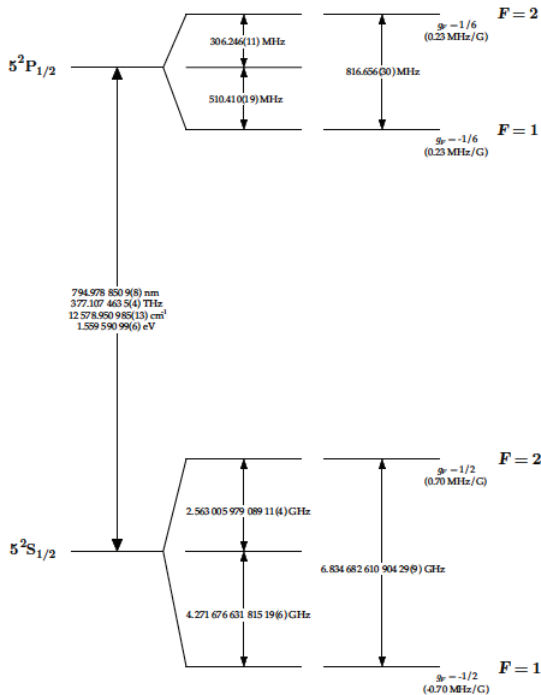 F = 2
g_F = 1/6
(0.23 MHz/G)
306.246(11) MHz
5²P₁/₂
816.656(30) MHz
510.410(19) MHz
F = 1
g_F = -1/6
(0.23 MHz/G)
794.978 850 9(8) nm
377.107 463 5(4) THz
12 578.950 985(13) cm⁻¹
1.559 590 99(6) eV
F = 2
g_F = 1/2
(0.70 MHz/G)
2.563 005 979 089 11(4) GHz
5²S₁/₂
6.834 682 610 904 29(9) GHz
4.271 676 631 815 19(6) GHz
F = 1
g_F = -1/2
(-0.70 MHz/G)